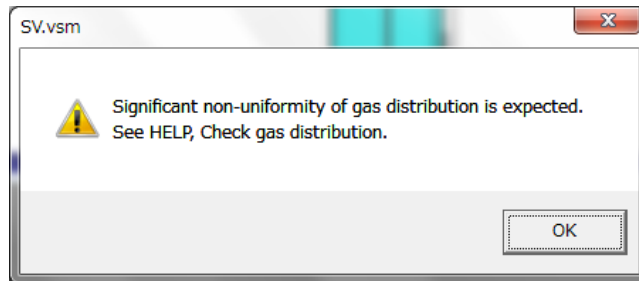 SV.vsm
Significant non-uniformity of gas distribution is expected.
See HELP, Check gas distribution.
OK